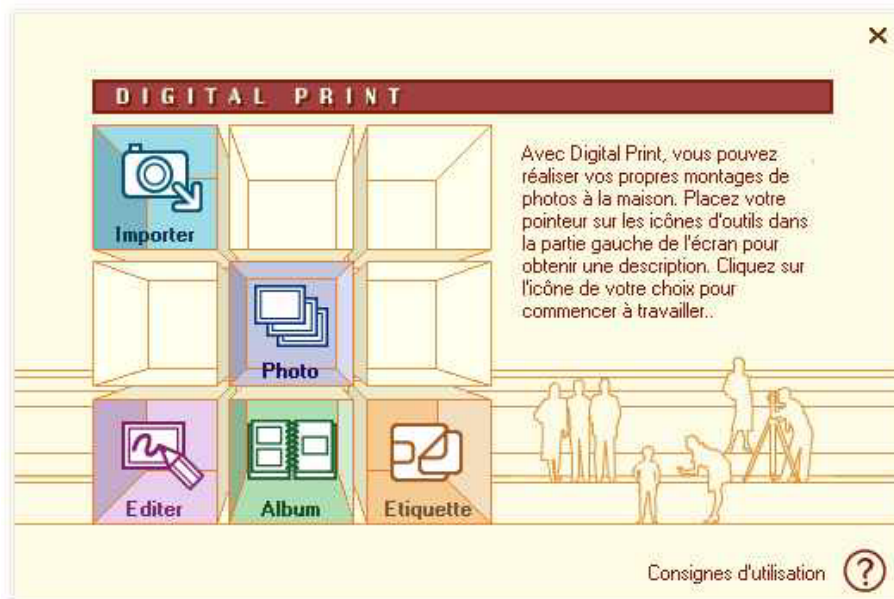 DIGITAL PRINT
Importer
Avec Digital Print, vous pouvez
réaliser vos propres montages de
photos à la maison. Placez votre
pointeur sur les icônes d'outils dans
la partie gauche de l'écran pour
obtenir une description. Cliquez sur
l'icône de votre choix pour
commencer à travailler..
Photo
Editer
Album
Etiquette
Consignes d'utilisation ?